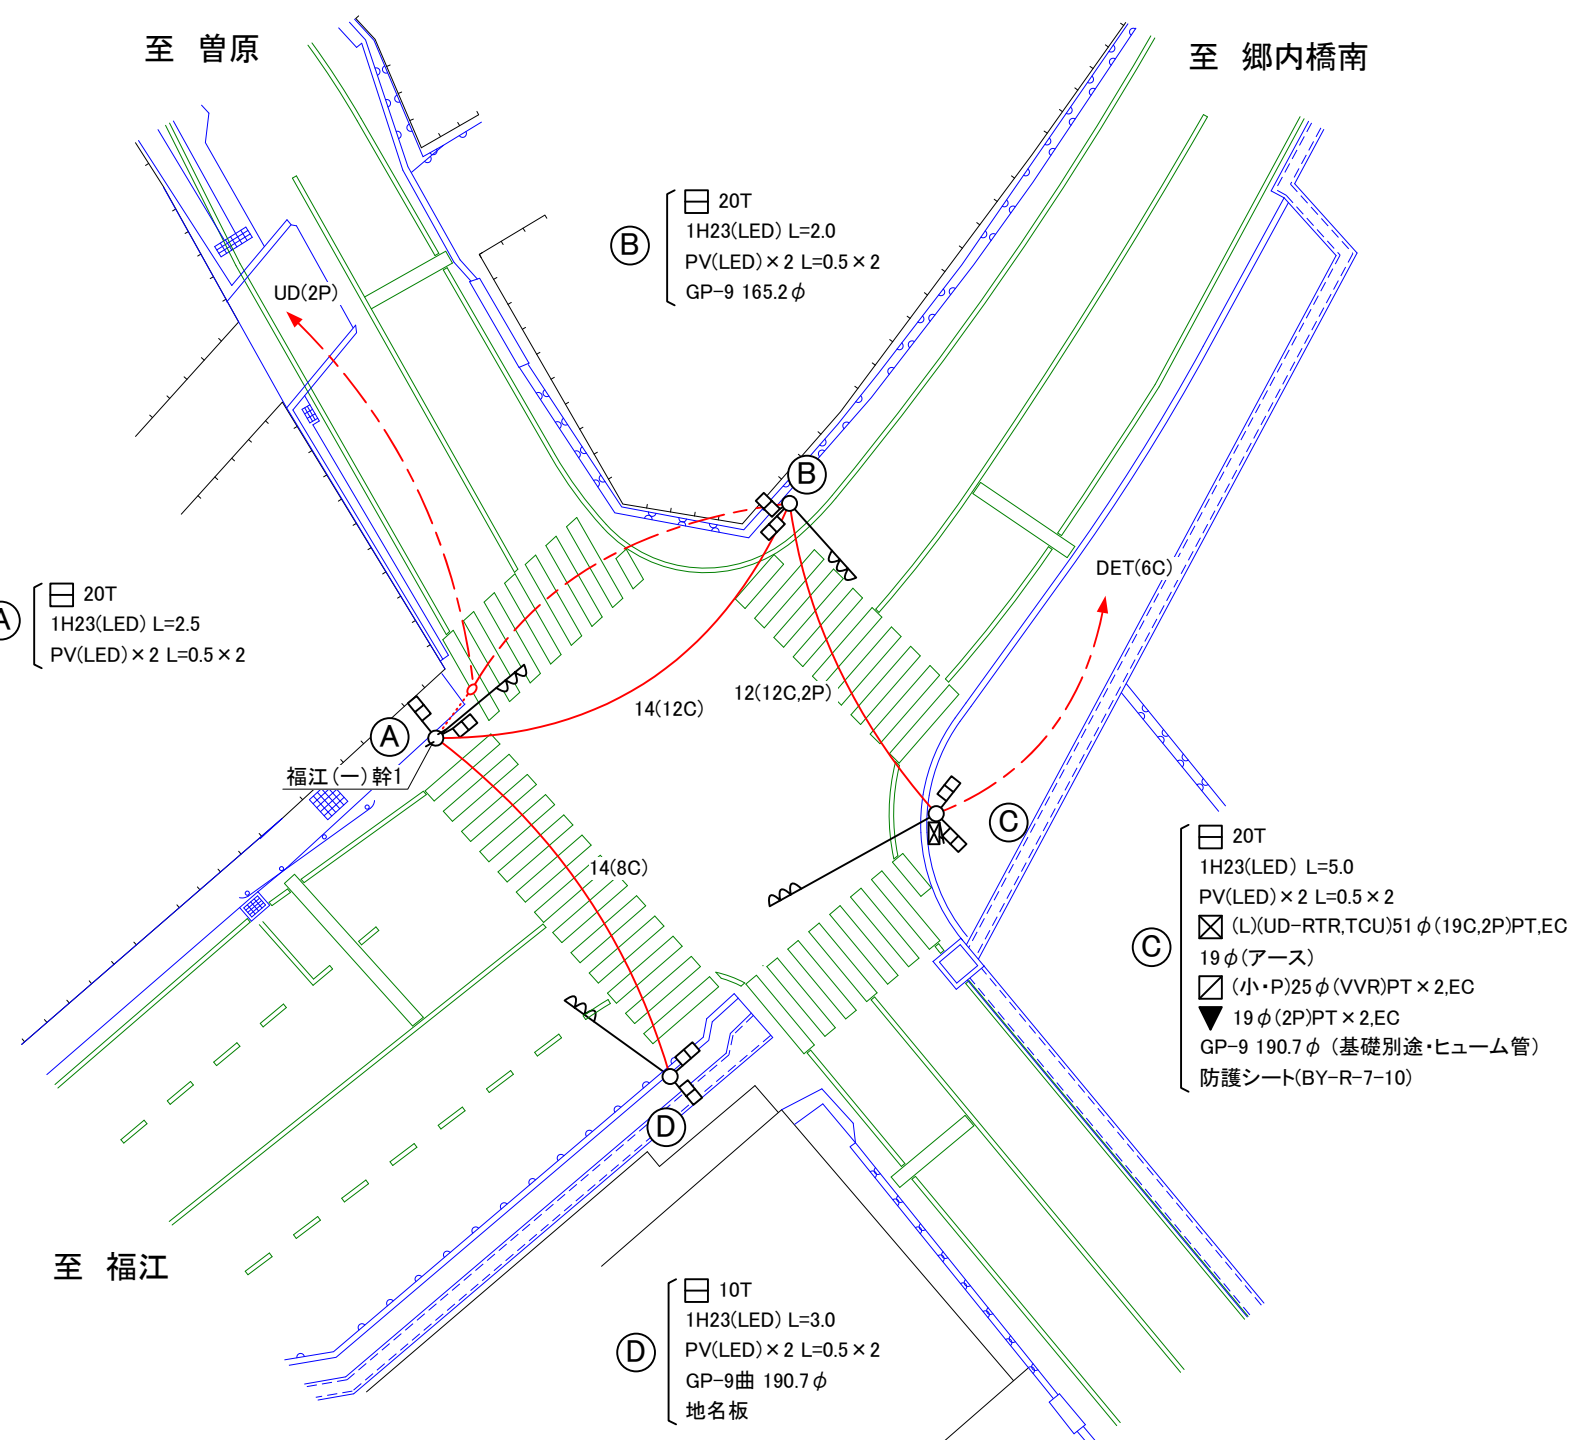 至 曽原
至 郷内橋南
B
20T
1H23(LED) L=2.0
PV(LED)×2 L=0.5×2
GP-9 165.2φ
UD(2P)
B
DET(6C)
A
20T
1H23(LED) L=2.5
PV(LED)×2 L=0.5×2
14(12C)
12(12C,2P)
A
福江(一)幹1
C
14(8C)
C
20T
1H23(LED) L=5.0
PV(LED)×2 L=0.5×2
(L)(UD-RTR,TCU)51φ(19C,2P)PT,EC
19φ(アース)
(小・P)25φ(VVR)PT×2,EC
19φ(2P)PT×2,EC
GP-9 190.7φ (基礎別途・ヒューム管)
防護シート(BY-R-7-10)
D
至 福江
D
10T
1H23(LED) L=3.0
PV(LED)×2 L=0.5×2
GP-9曲 190.7φ
地名板